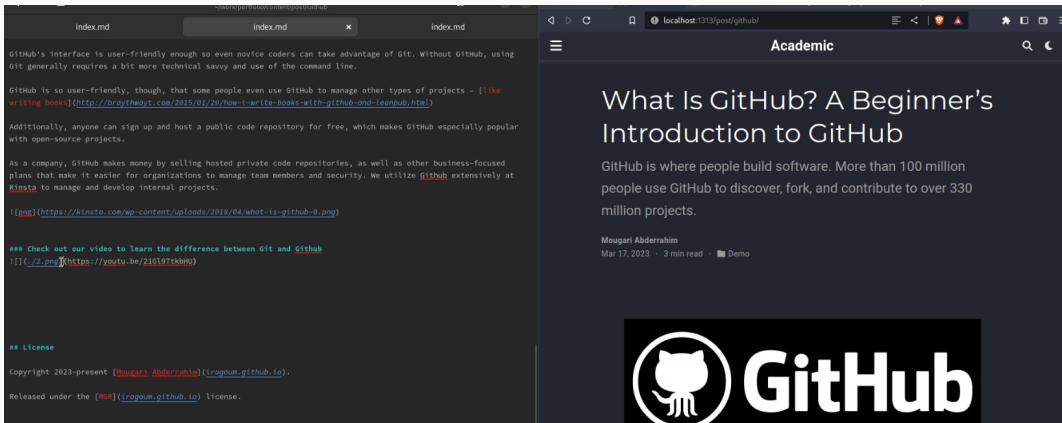 ~/work/portfolio/content/post/Github
index.md
index.md
×
index.md
GitHub's interface is user-friendly enough so even novice coders can take advantage of Git. Without GitHub, using
Git generally requires a bit more technical savvy and use of the command line.
GitHub is so user-friendly, though, that some people even use GitHub to manage other types of projects – [like
writing books](http://braythwayt.com/2015/01/29/how-i-write-books-with-github-and-leanpub.html)
Additionally, anyone can sign up and host a public code repository for free, which makes GitHub especially popular
with open-source projects.
As a company, GitHub makes money by selling hosted private code repositories, as well as other business-focused
plans that make it easier for organizations to manage team members and security. We utilize Github extensively at
Kinsta to manage and develop internal projects.
![png](https://kinsta.com/wp-content/uploads/2018/04/what-is-github-0.png)
### Check out our video to learn the difference between Git and Github
![](./2.png)(https://youtu.be/21Gl97tkbHU)
## License
Copyright 2023-present [Mougari Abderrahim](iragoum.github.io).
Released under the [MGR](iragoum.github.io) license.
localhost:1313/post/github/
Academic
What Is GitHub? A Beginner's
Introduction to GitHub
GitHub is where people build software. More than 100 million
people use GitHub to discover, fork, and contribute to over 330
million projects.
Mougari Abderrahim
Mar 17, 2023 · 3 min read · Demo
GitHub